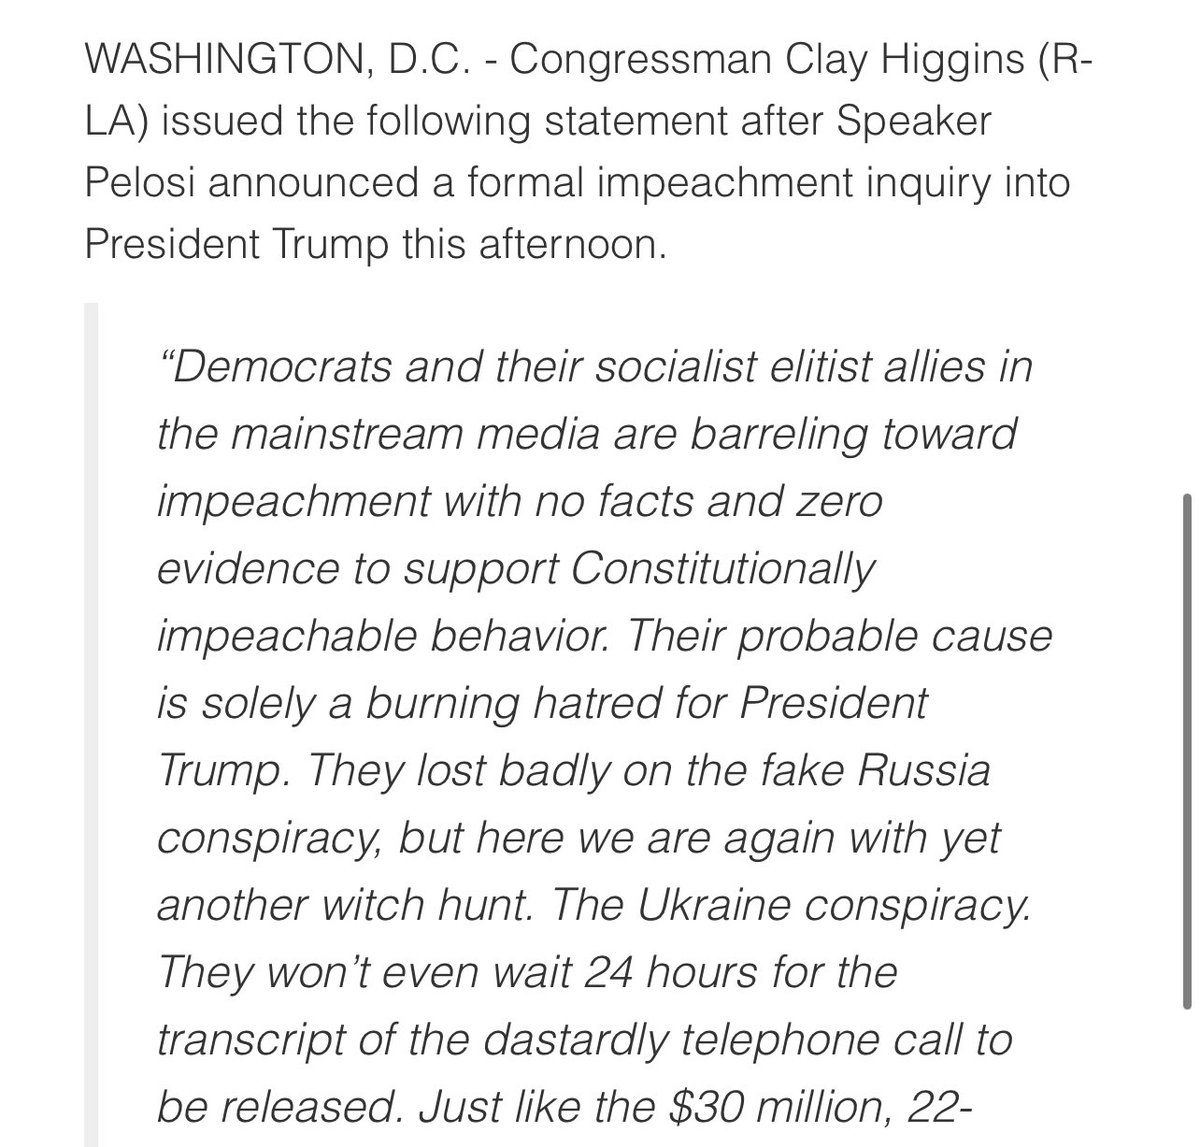 WASHINGTON, D.C. - Congressman Clay Higgins (R-
LA) issued the following statement after Speaker
Pelosi announced a formal impeachment inquiry into
President Trump this afternoon.
“Democrats and their socialist elitist allies in
the mainstream media are barreling toward
impeachment with no facts and zero
evidence to support Constitutionally
impeachable behavior. Their probable cause
is solely a burning hatred for President
Trump. They lost badly on the fake Russia
conspiracy, but here we are again with yet
another witch hunt. The Ukraine conspiracy.
They won’t even wait 24 hours for the
transcript of the dastardly telephone call to
be released. Just like the $30 million, 22-